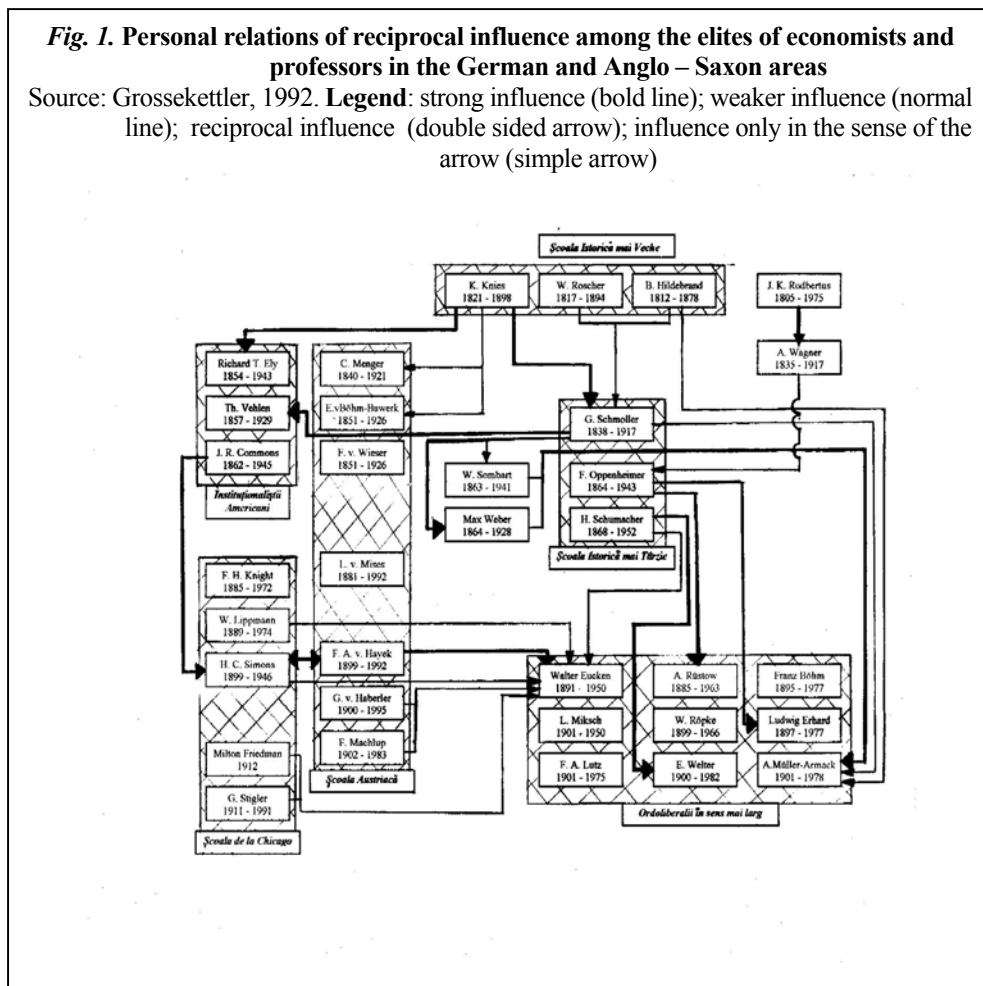 Fig. 1. Personal relations of reciprocal influence among the elites of economists and
professors in the German and Anglo – Saxon areas
Source: Grossekettler, 1992. Legend: strong influence (bold line); weaker influence (normal
line); reciprocal influence (double sided arrow); influence only in the sense of the
arrow (simple arrow)
Şcoala Istorică mai Veche
K. Knies
1821 - 1898
W. Roscher
1817 - 1894
B. Hildebrand
1812 - 1878
J. K. Rodbertus
1805 - 1975
A. Wagner
1835 - 1917
Richard T. Ely
1854 - 1943
Th. Veblen
1857 - 1929
J. R. Commons
1862 - 1945
Instituţionaliştii
Americani
C. Menger
1840 - 1921
E.vBöhm-Bawerk
1851 - 1926
F. v. Wieser
1851 - 1926
L. v. Mises
1881 - 1992
G. Schmoller
1838 - 1917
W. Sombart
1863 - 1941
F. Oppenheimer
1864 - 1943
Max Weber
1864 - 1928
H. Schumacher
1868 - 1952
Şcoala Istorică mai Târzie
F. H. Knight
1885 - 1972
W. Lippmann
1889 - 1974
H. C. Simons
1899 - 1946
Milton Friedman
1912
G. Stigler
1911 - 1991
Şcoala de la Chicago
F. A. v. Hayek
1899 - 1992
G. v. Haberler
1900 - 1995
F. Machlup
1902 - 1983
Şcoala Austriacă
Walter Eucken
1891 - 1950
A. Rüstow
1885 - 1963
Franz Böhm
1895 - 1977
L. Miksch
1901 - 1950
W. Röpke
1899 - 1966
Ludwig Erhard
1897 - 1977
F. A. Lutz
1901 - 1975
E. Welter
1900 - 1982
A.Müller-Armack
1901 - 1978
Ordoliberalii în sens mai larg